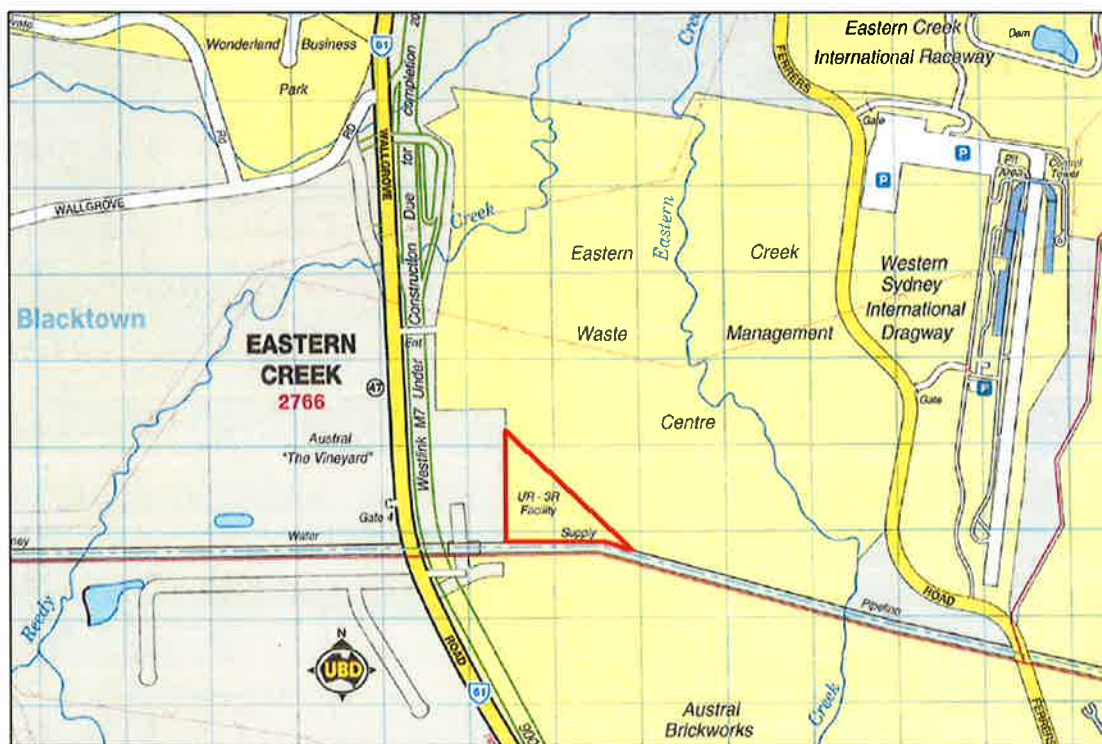 Wonderland Business
Park
Rd
RD
WALLGROVE
61
WALLGROVE
completion
for
Due
Construction
Under
Westlink M7
Creek
Creek
Eastern Creek
International Raceway
Dam
FERRERS
Gate
P
P
Pit
Area
Control
Tower
Eastern
Eastern Creek
Waste Management
Centre
Western
Sydney
International
Dragway
Blacktown
EASTERN
CREEK
2766
Ent
47
Austral
"The Vineyard"
Gate 4
UR - 3R
Facility
Gate
P
ney
Water
Supply
Pipeline
ROAD
Reedy
N
UBD
ROAD
61
900
Creek
Austral
Brickworks
FERRERS